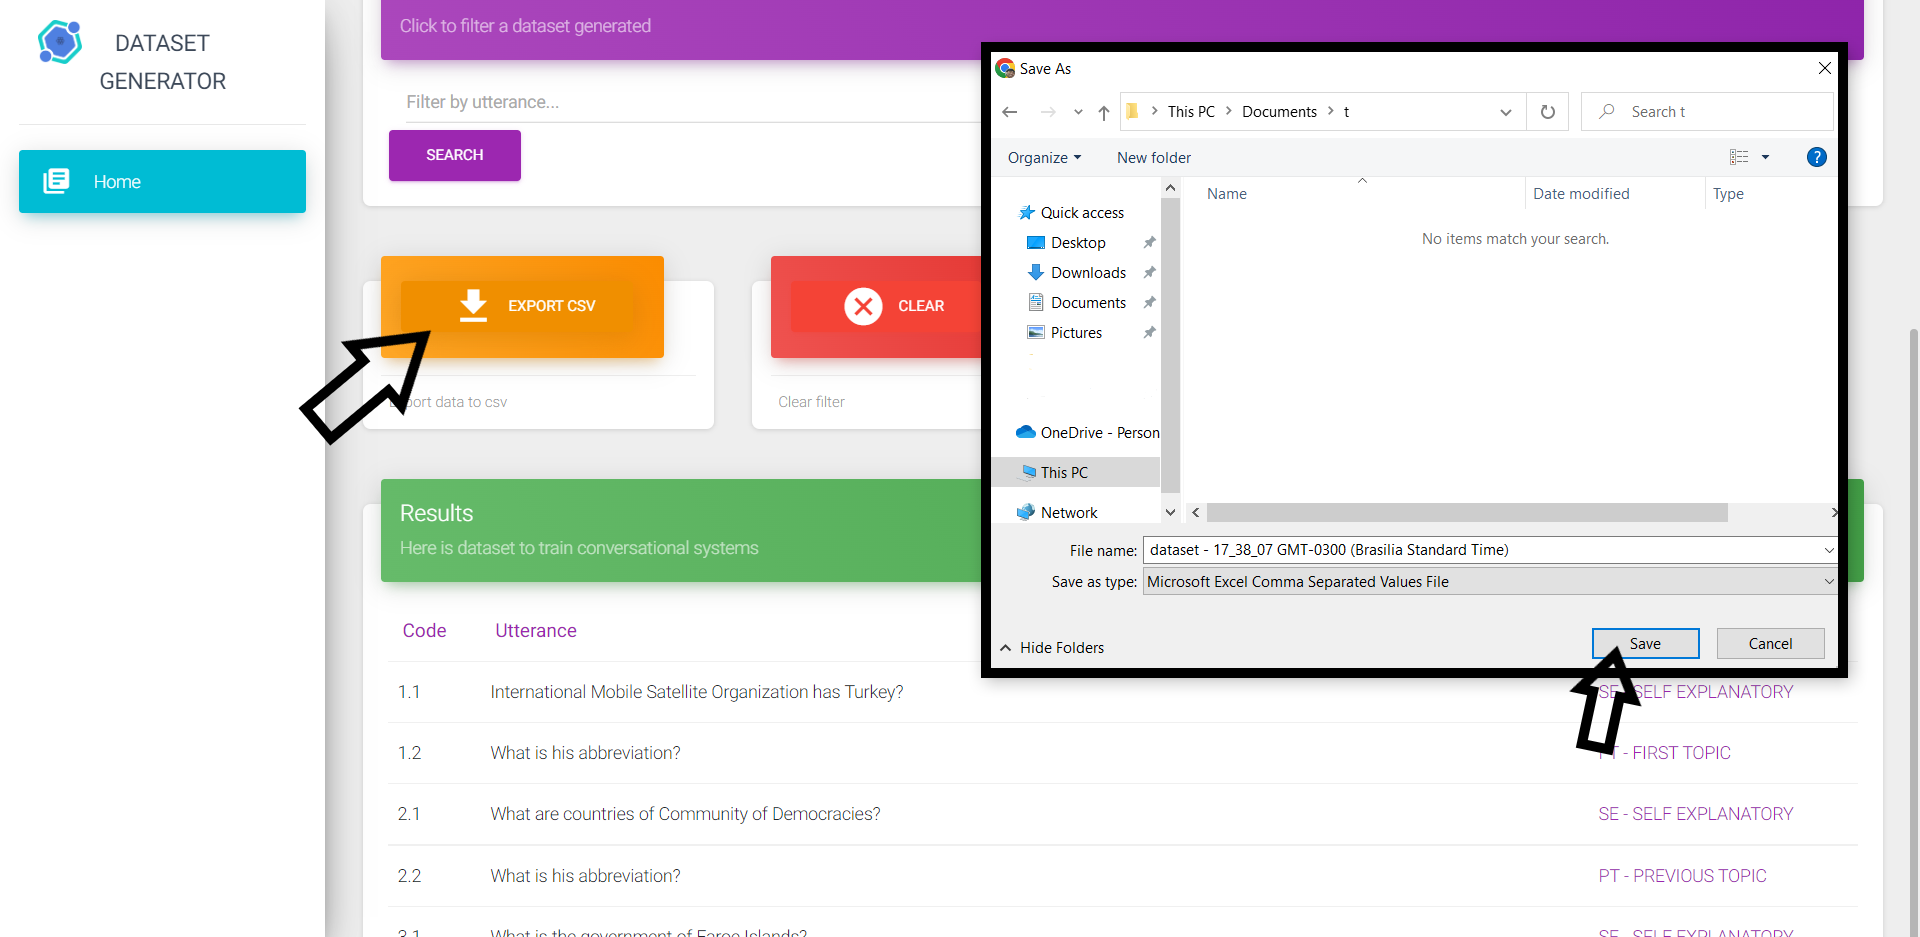 DATASET
GENERATOR
Home
Click to filter a dataset generated
Filter by utterance...
SEARCH
EXPORT CSV
port data to csv
CLEAR
Clear filter
Results
Here is dataset to train conversational systems
Code Utterance
1.1 International Mobile Satellite Organization has Turkey? SE - SELF EXPLANATORY
1.2 What is his abbreviation? - FIRST TOPIC
2.1 What are countries of Community of Democracies? SE - SELF EXPLANATORY
2.2 What is his abbreviation? PT - PREVIOUS TOPIC
3.1 What is the government of Faroe Islands? SE - SELF EXPLANATORY
Save As
This PC Documents t
Search t
Organize New folder
?
Name Date modified Type
No items match your search.
Quick access
Desktop
Downloads
Documents
Pictures
OneDrive - Person
This PC
Network
File name: dataset - 17_38_07 GMT-0300 (Brasilia Standard Time)
Save as type: Microsoft Excel Comma Separated Values File
Hide Folders
Save Cancel